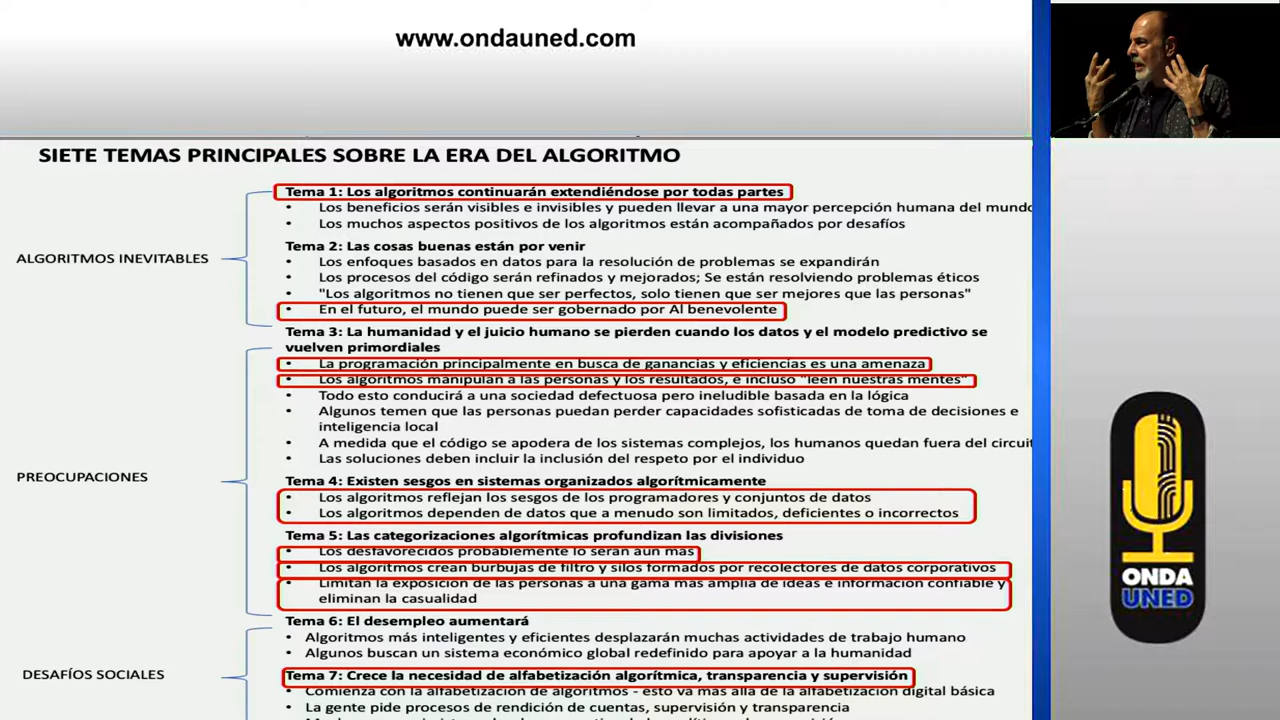 www.ondauned.com
SIETE TEMAS PRINCIPALES SOBRE LA ERA DEL ALGORITMO
ALGORITMOS INEVITABLES
Tema 1: Los algoritmos continuarán extendiéndose por todas partes
• Los beneficios serán visibles e invisibles y pueden llevar a una mayor percepción humana del mundo
• Los muchos aspectos positivos de los algoritmos están acompañados por desafíos
Tema 2: Las cosas buenas están por venir
• Los enfoques basados en datos para la resolución de problemas se expandirán
• Los procesos del código serán refinados y mejorados; Se están resolviendo problemas éticos
• "Los algoritmos no tienen que ser perfectos, solo tienen que ser mejores que las personas"
• En el futuro, el mundo puede ser gobernado por AI benevolente
PREOCUPACIONES
Tema 3: La humanidad y el juicio humano se pierden cuando los datos y el modelo predictivo se
vuelven primordiales
• La programación principalmente en busca de ganancias y eficiencias es una amenaza
• Los algoritmos manipulan a las personas y los resultados, e incluso "leen nuestras mentes"
• Todo esto conducirá a una sociedad defectuosa pero ineludible basada en la lógica
• Algunos temen que las personas puedan perder capacidades sofisticadas de toma de decisiones e
inteligencia local
• A medida que el código se apodera de los sistemas complejos, los humanos quedan fuera del circuit
• Las soluciones deben incluir la inclusión del respeto por el individuo
Tema 4: Existen sesgos en sistemas organizados algorítmicamente
• Los algoritmos reflejan los sesgos de los programadores y conjuntos de datos
• Los algoritmos dependen de datos que a menudo son limitados, deficientes o incorrectos
Tema 5: Las categorizaciones algorítmicas profundizan las divisiones
• Los desfavorecidos probablemente lo serán aún más
• Los algoritmos crean burbujas de filtro y silos formados por recolectores de datos corporativos
• Limitan la exposición de las personas a una gama más amplia de ideas e información confiable y
eliminan la casualidad
DESAFÍOS SOCIALES
Tema 6: El desempleo aumentará
• Algoritmos más inteligentes y eficientes desplazarán muchas actividades de trabajo humano
• Algunos buscan un sistema económico global redefinido para apoyar a la humanidad
Tema 7: Crece la necesidad de alfabetización algorítmica, transparencia y supervisión
• Comienza con la alfabetización de algoritmos - esto va más allá de la alfabetización digital básica
• La gente pide procesos de rendición de cuentas, supervisión y transparencia
ONDA
UNED